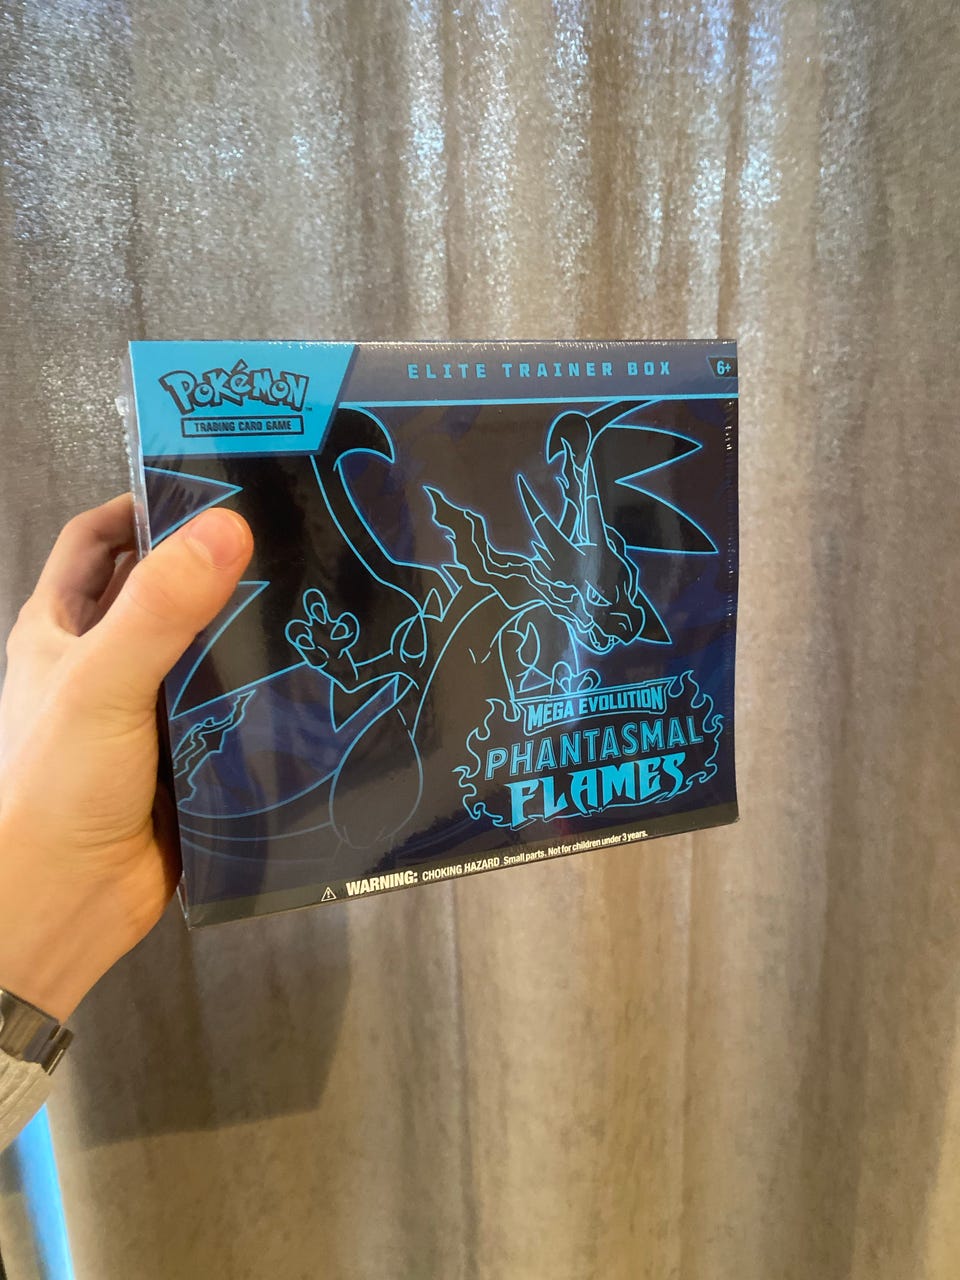 POKéMON
TRADING CARD GAME
ELITE TRAINER BOX
6+
MEGA EVOLUTION
PHANTASMAL
FLAMES
WARNING: CHOKING HAZARD Small parts. Not for children under 3 years.